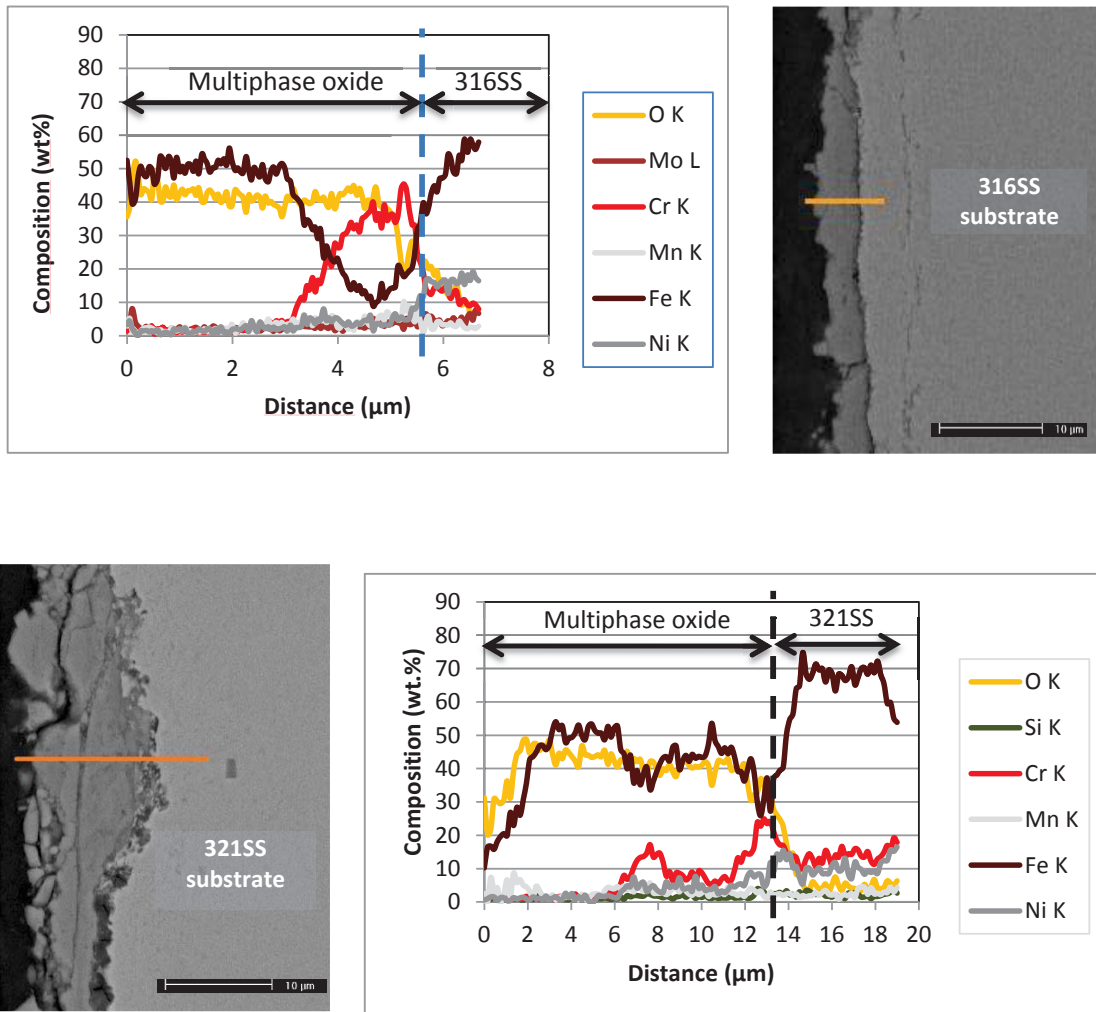 90
80
70
60
50
40
30
20
10
0
Composition (wt%)
Multiphase oxide
316SS
0 2 4 6 8
Distance (µm)
O K
Mo L
Cr K
Mn K
Fe K
Ni K
316SS
substrate
10 µm
321SS
substrate
10 µm
90
80
70
60
50
40
30
20
10
0
Composition (wt.%)
Multiphase oxide
321SS
0 2 4 6 8 10 12 14 16 18 20
Distance (µm)
O K
Si K
Cr K
Mn K
Fe K
Ni K